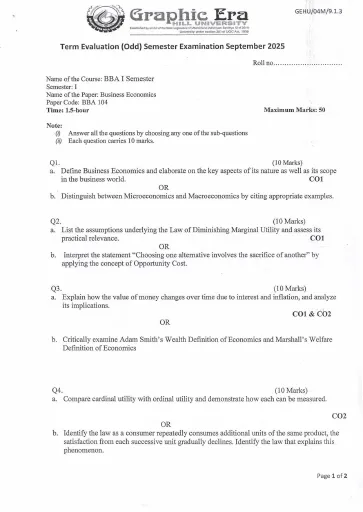 GEHU/04M/9.1.3
Graphic Era
HILL UNIVERSITY
Term Evaluation (Odd) Semester Examination September 2025
Roll no..............................
Name of the Course: BBA I Semester
Semester: I
Name of the Paper: Business Economics
Paper Code: BBA 104
Time: 1.5-hour Maximum Marks: 50
Note:
(i) Answer all the questions by choosing any one of the sub-questions
(ii) Each question carries 10 marks.
Q1. (10 Marks)
a. Define Business Economics and elaborate on the key aspects of its nature as well as its scope
in the business world. CO1
OR
b. Distinguish between Microeconomics and Macroeconomics by citing appropriate examples.
Q2. (10 Marks)
a. List the assumptions underlying the Law of Diminishing Marginal Utility and assess its
practical relevance. CO1
OR
b. Interpret the statement "Choosing one alternative involves the sacrifice of another" by
applying the concept of Opportunity Cost.
Q3. (10 Marks)
a. Explain how the value of money changes over time due to interest and inflation, and analyze
its implications.
CO1 & CO2
OR
b. Critically examine Adam Smith's Wealth Definition of Economics and Marshall's Welfare
Definition of Economics
Q4. (10 Marks)
a. Compare cardinal utility with ordinal utility and demonstrate how each can be measured.
CO2
OR
b. Identify the law as a consumer repeatedly consumes additional units of the same product, the
satisfaction from each successive unit gradually declines. Identify the law that explains this
phenomenon.
Page 1 of 2